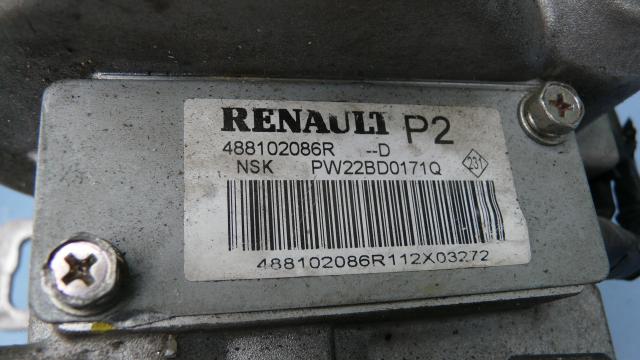 RENAULT P2
488102086R --D
NSK PW22BD0171Q 231
488102086R112X03272